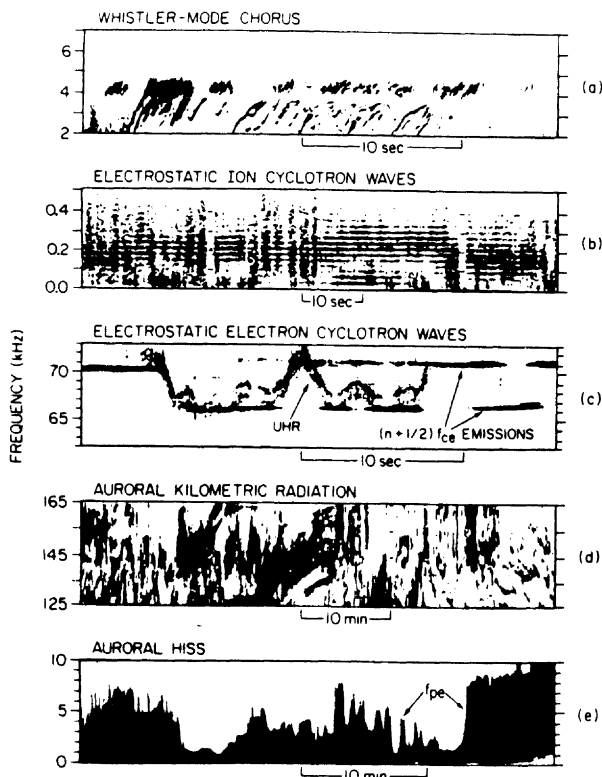 WHISTLER-MODE CHORUS
6
4
2
(a)
10 sec
ELECTROSTATIC ION CYCLOTRON WAVES
0.4
0.2
0.0
(b)
10 sec
ELECTROSTATIC ELECTRON CYCLOTRON WAVES
FREQUENCY (kHz)
70
65
UHR
(n+1/2) fce EMISSIONS
(c)
10 sec
AURORAL KILOMETRIC RADIATION
165
145
125
(d)
10 min
AURORAL HISS
10
5
0
fpe
(e)
10 min